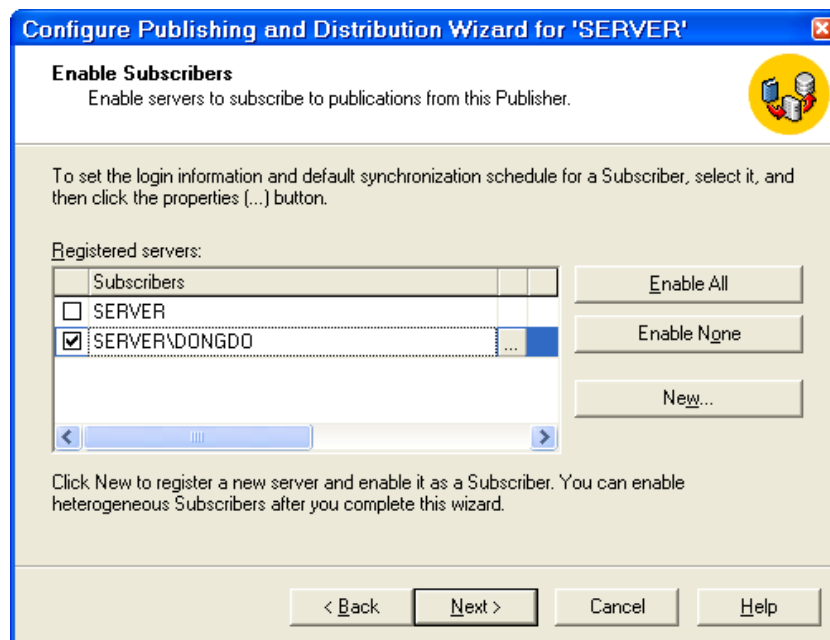 Configure Publishing and Distribution Wizard for 'SERVER'
Enable Subscribers
Enable servers to subscribe to publications from this Publisher.
To set the login information and default synchronization schedule for a Subscriber, select it, and
then click the properties (...) button.
Registered servers:
Subscribers
SERVER
SERVER\DONGDO
...
Enable All
Enable None
New...
Click New to register a new server and enable it as a Subscriber. You can enable
heterogeneous Subscribers after you complete this wizard.
< Back
Next >
Cancel
Help